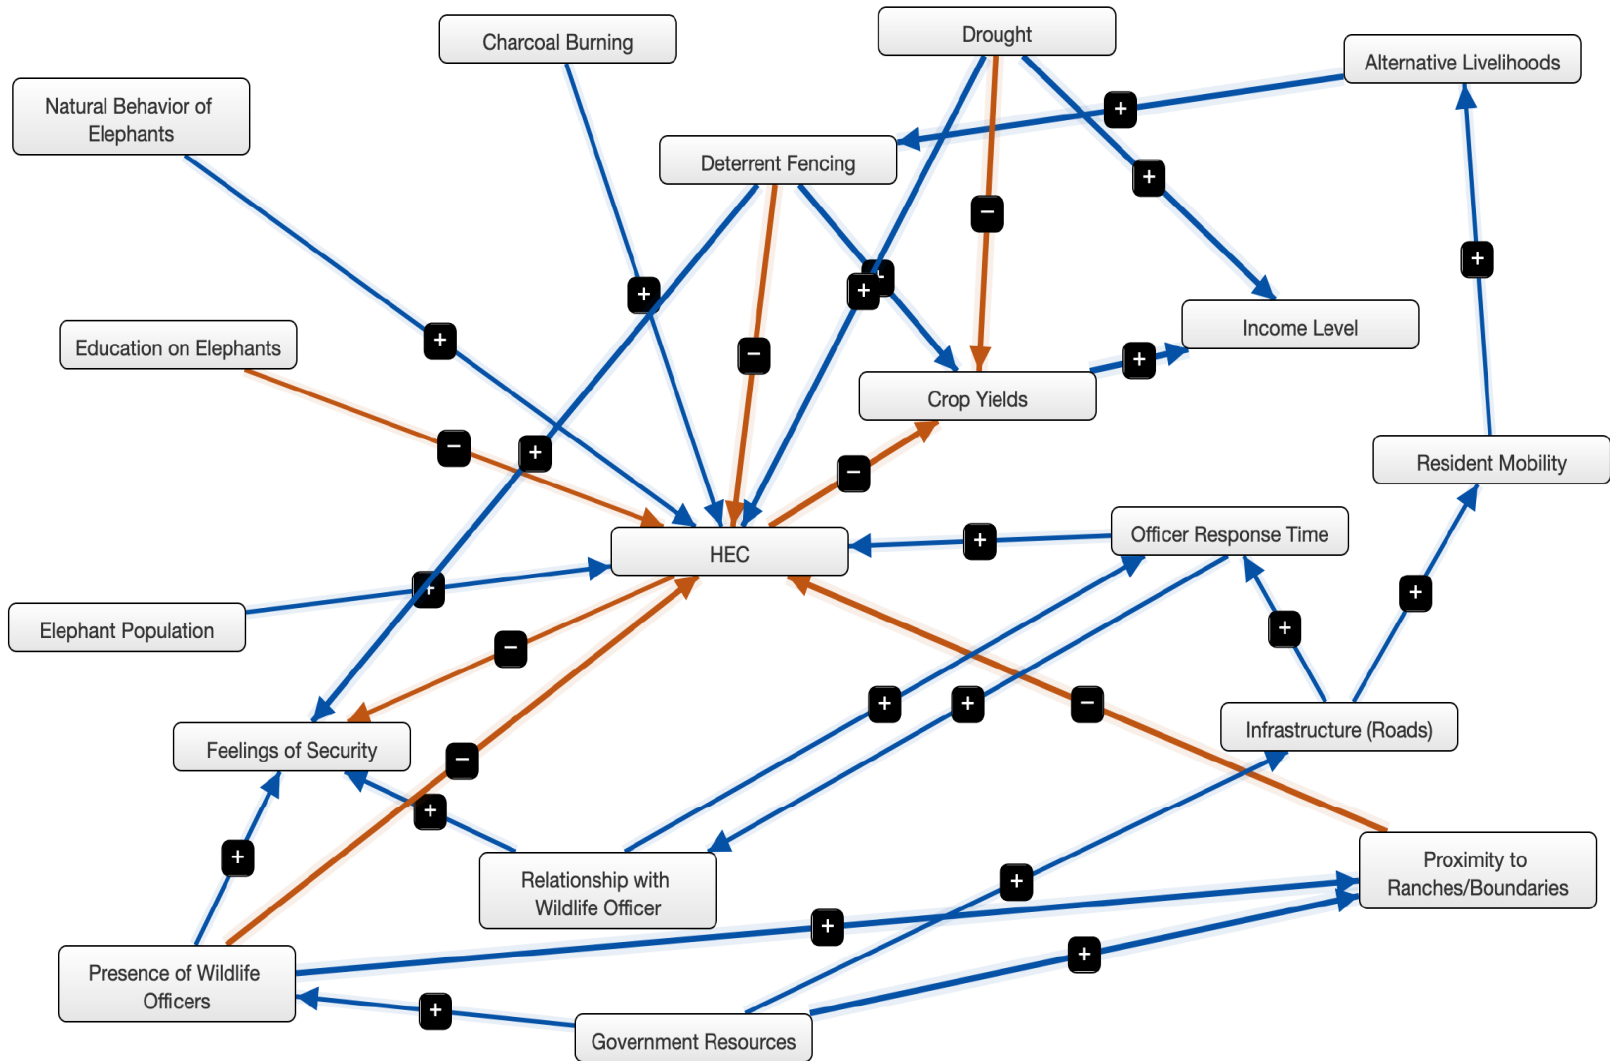 Drought
Charcoal Burning
Alternative Livelihoods
Natural Behavior of
Elephants
+
Deterrent Fencing
+
−
+
+
+
+
Income Level
+
Education on Elephants
−
+
Crop Yields
−
+
Resident Mobility
−
Officer Response Time
+
HEC
+
+
Elephant Population
+
−
+
+
−
Infrastructure (Roads)
Feelings of Security
−
+
+
Proximity to
Ranches/Boundaries
Relationship with
Wildlife Officer
+
+
+
Presence of Wildlife
Officers
+
Government Resources